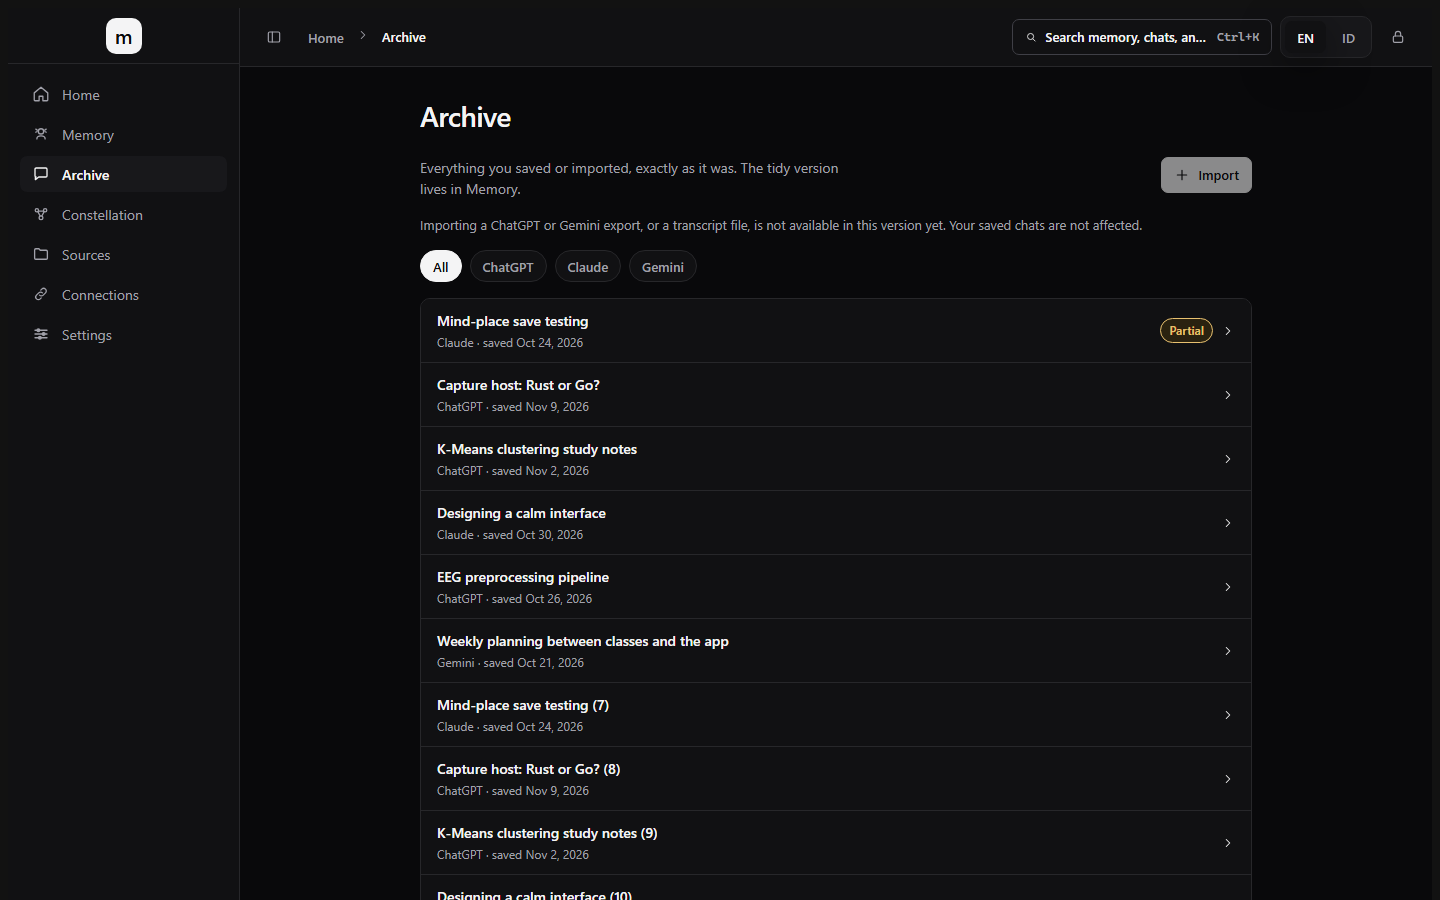 m
Home
Archive
Search memory, chats, an...
Ctrl+K
EN
ID
Home
Memory
Archive
Constellation
Sources
Connections
Settings
Archive
Everything you saved or imported, exactly as it was. The tidy version
lives in Memory.
Import
Importing a ChatGPT or Gemini export, or a transcript file, is not available in this version yet. Your saved chats are not affected.
All
ChatGPT
Claude
Gemini
Mind-place save testing
Claude · saved Oct 24, 2026
Partial
Capture host: Rust or Go?
ChatGPT · saved Nov 9, 2026
K-Means clustering study notes
ChatGPT · saved Nov 2, 2026
Designing a calm interface
Claude · saved Oct 30, 2026
EEG preprocessing pipeline
ChatGPT · saved Oct 26, 2026
Weekly planning between classes and the app
Gemini · saved Oct 21, 2026
Mind-place save testing (7)
Claude · saved Oct 24, 2026
Capture host: Rust or Go? (8)
ChatGPT · saved Nov 9, 2026
K-Means clustering study notes (9)
ChatGPT · saved Nov 2, 2026
Designing a calm interface (10)